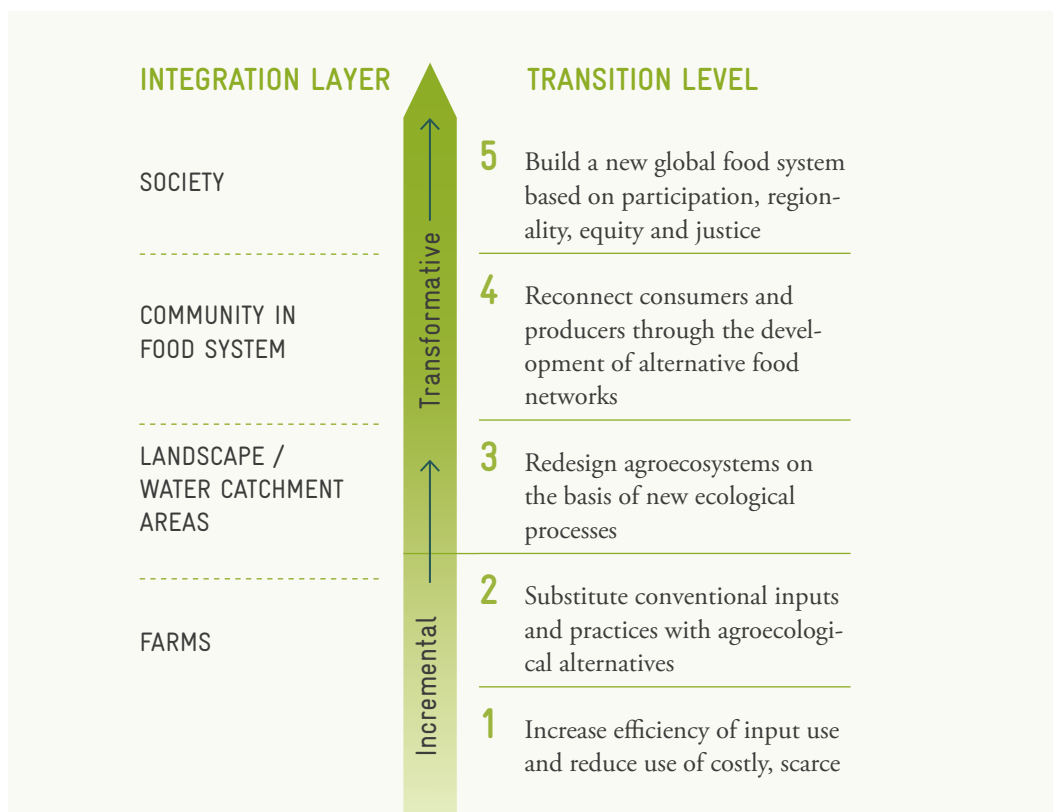 INTEGRATION LAYER
TRANSITION LEVEL
SOCIETY
5
Build a new global food system
based on participation, region-
ality, equity and justice
COMMUNITY IN
FOOD SYSTEM
4
Reconnect consumers and
producers through the devel-
opment of alternative food
networks
LANDSCAPE /
WATER CATCHMENT
AREAS
3
Redesign agroecosystems on
the basis of new ecological
processes
FARMS
2
Substitute conventional inputs
and practices with agroecologi-
cal alternatives
1
Increase efficiency of input use
and reduce use of costly, scarce
Transformative
Incremental